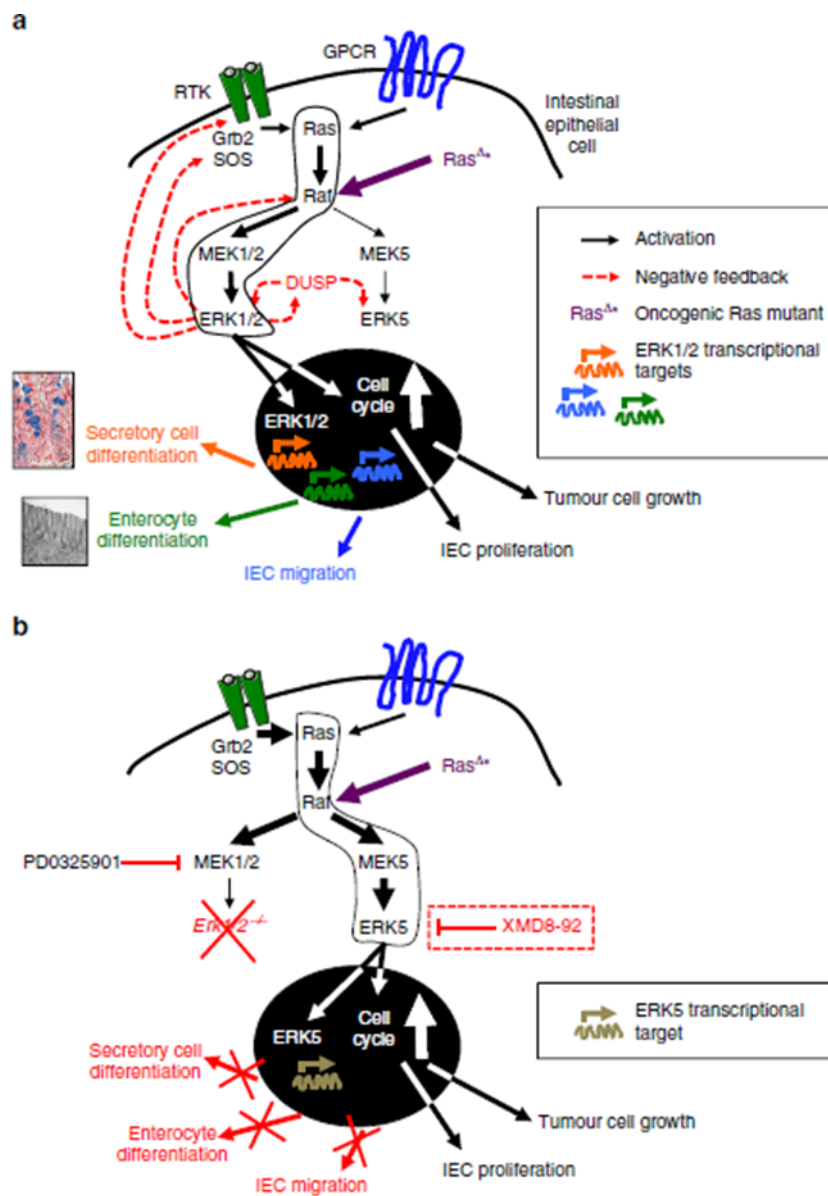 a
GPCR
RTK
Intestinal
epithelial
cell
Grb2
SOS
Ras
Ras^Δ*
Raf
MEK1/2
MEK5
DUSP
ERK1/2
ERK5
Activation
Negative feedback
Ras^Δ* Oncogenic Ras mutant
ERK1/2 transcriptional
targets
Cell
cycle
ERK1/2
Secretory cell
differentiation
Enterocyte
differentiation
IEC migration
IEC proliferation
Tumour cell growth
b
Grb2
SOS
Ras
Ras^Δ*
Raf
PD0325901
MEK1/2
MEK5
Erk1/2^-/-
ERK5
XMD8-92
ERK5
Cell
cycle
ERK5 transcriptional
target
Secretory cell
differentiation
Enterocyte
differentiation
IEC migration
IEC proliferation
Tumour cell growth